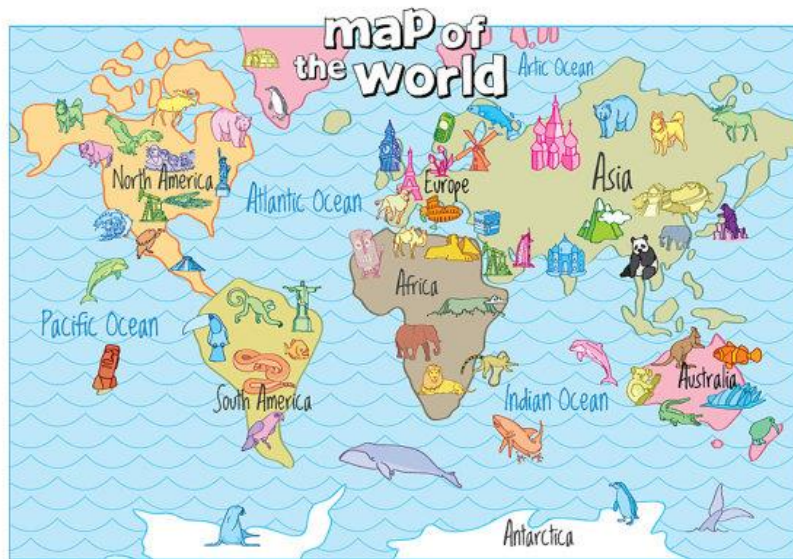 map of
the world
Artic Ocean
North America
Atlantic Ocean
Europe
Asia
Africa
Pacific Ocean
South America
Indian Ocean
Australia
Antarctica